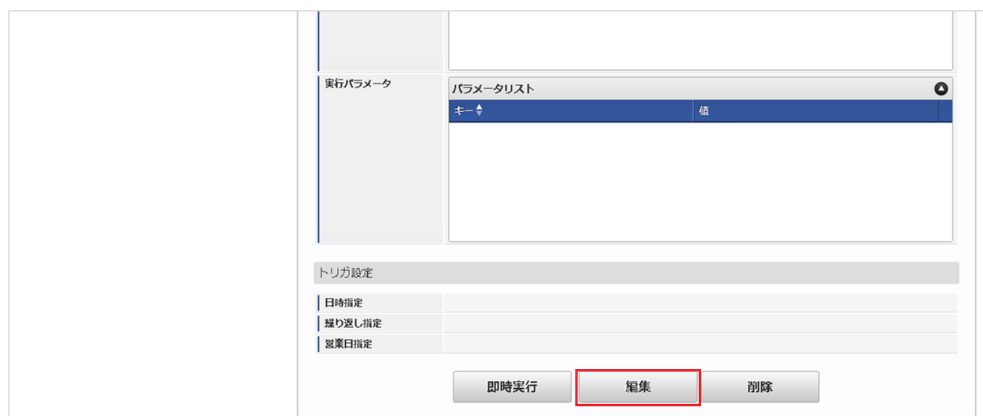 実行パラメータ
パラメータリスト
キー 値
トリガ設定
日時指定
繰り返し指定
営業日指定
即時実行 編集 削除